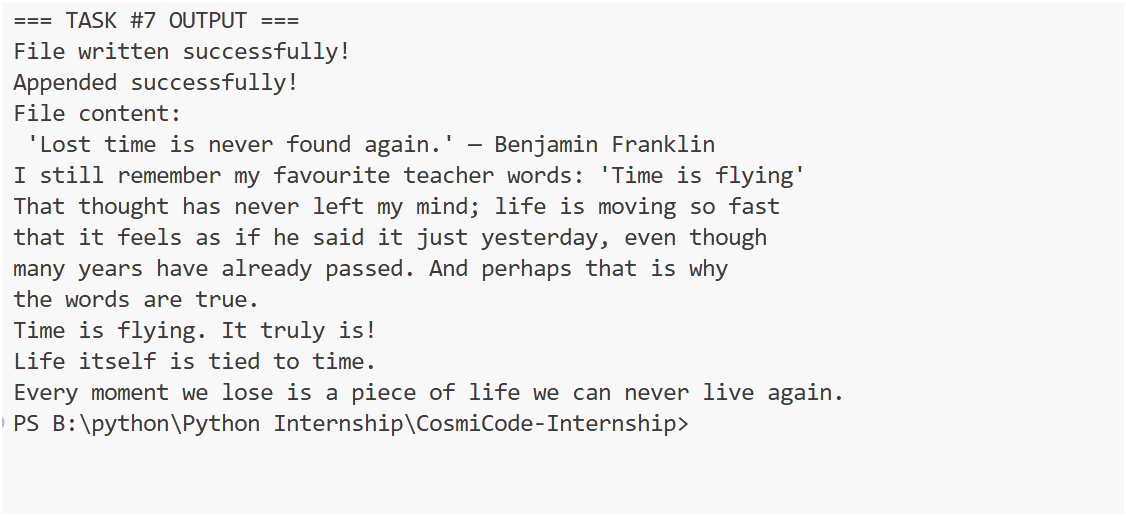 === TASK #7 OUTPUT ===
File written successfully!
Appended successfully!
File content:
 'Lost time is never found again.' — Benjamin Franklin
I still remember my favourite teacher words: 'Time is flying'
That thought has never left my mind; life is moving so fast
that it feels as if he said it just yesterday, even though
many years have already passed. And perhaps that is why
the words are true.
Time is flying. It truly is!
Life itself is tied to time.
Every moment we lose is a piece of life we can never live again.
PS B:\python\Python Internship\CosmiCode-Internship>